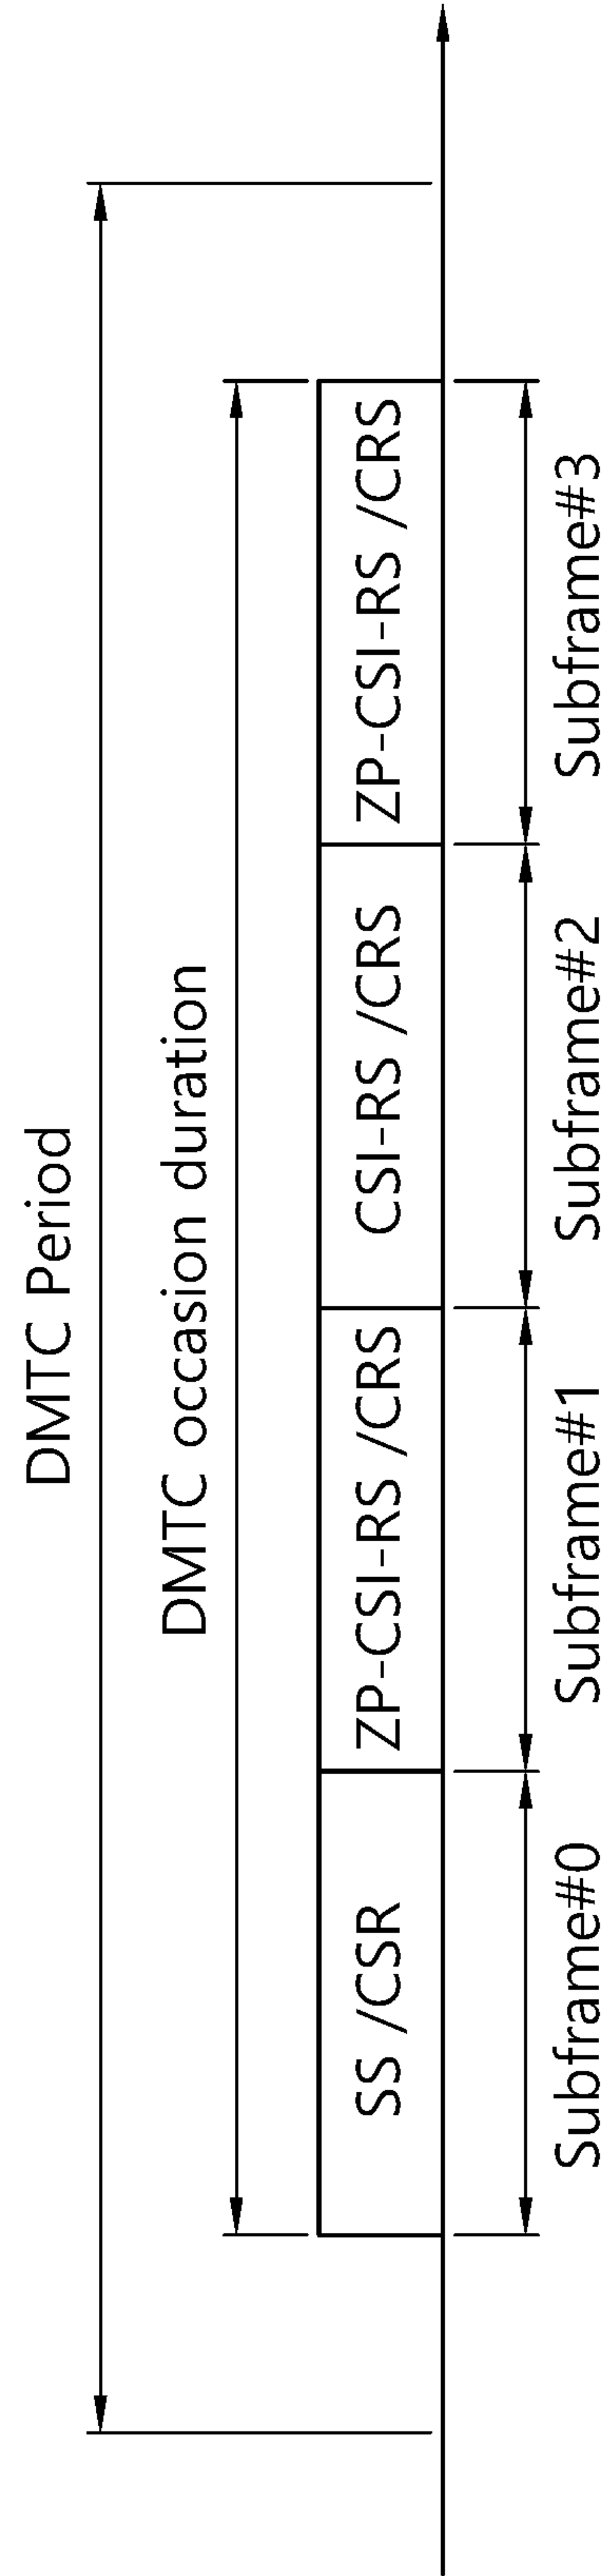 DMTC Period
DMTC occasion duration
SS /CSR
ZP-CSI-RS /CRS
CSI-RS /CRS
ZP-CSI-RS /CRS
Subframe#0
Subframe#1
Subframe#2
Subframe#3